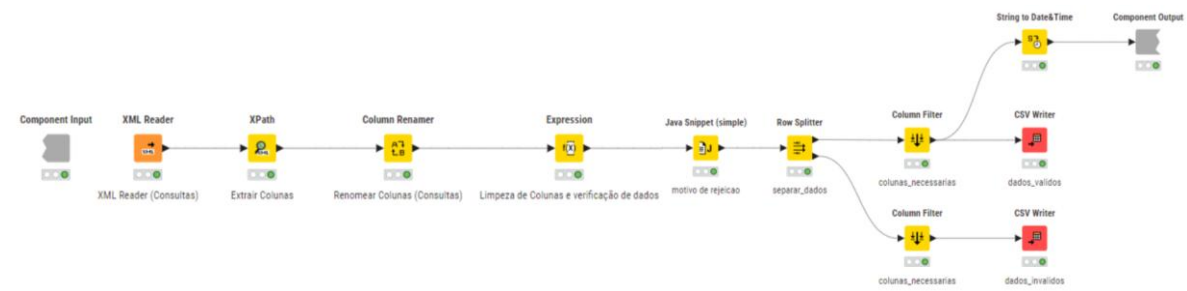 String to Date&Time
Component Output
Component Input
XML Reader
XPath
Column Renamer
Expression
Java Snippet (simple)
Row Splitter
Column Filter
CSV Writer
XML Reader (Consultas)
Extrair Colunas
Renomear Colunas (Consultas)
Limpeza de Colunas e verificação de dados
motivo de rejeicao
separar_dados
colunas_necessarias
dados_validos
Column Filter
CSV Writer
colunas_necessarias
dados_invalidos